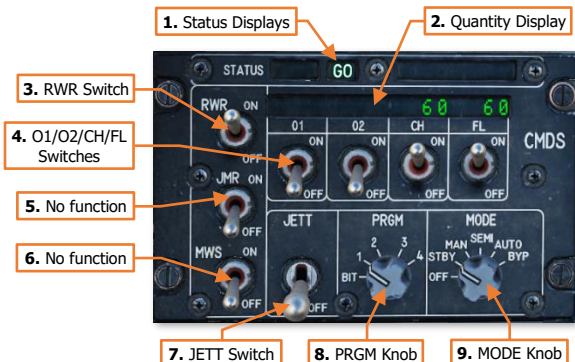 1. Status Displays
2. Quantity Display
3. RWR Switch
4. O1/O2/CH/FL
Switches
5. No function
6. No function
7. JETT Switch
8. PRGM Knob
9. MODE Knob
STATUS GO
RWR ON
OFF
60 60
O1 O2 CH FL
ON ON ON ON
OFF OFF OFF OFF
CMDS
JMR ON
OFF
MWS ON
OFF
JETT
OFF
PRGM
BIT 1 2 3 4
MODE
OFF STBY MAN SEMI AUTO BYP